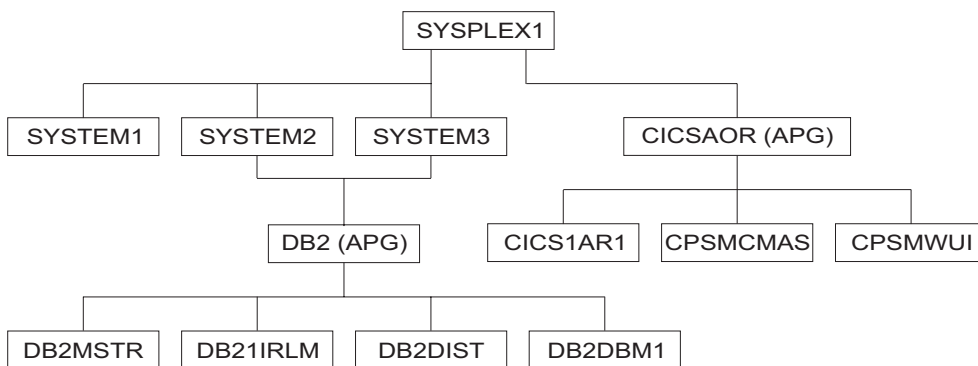 SYSPLEX1
SYSTEM1 SYSTEM2 SYSTEM3 CICSAOR (APG)
DB2 (APG) CICS1AR1 CPSMCMAS CPSMWUI
DB2MSTR DB21IRLM DB2DIST DB2DBM1